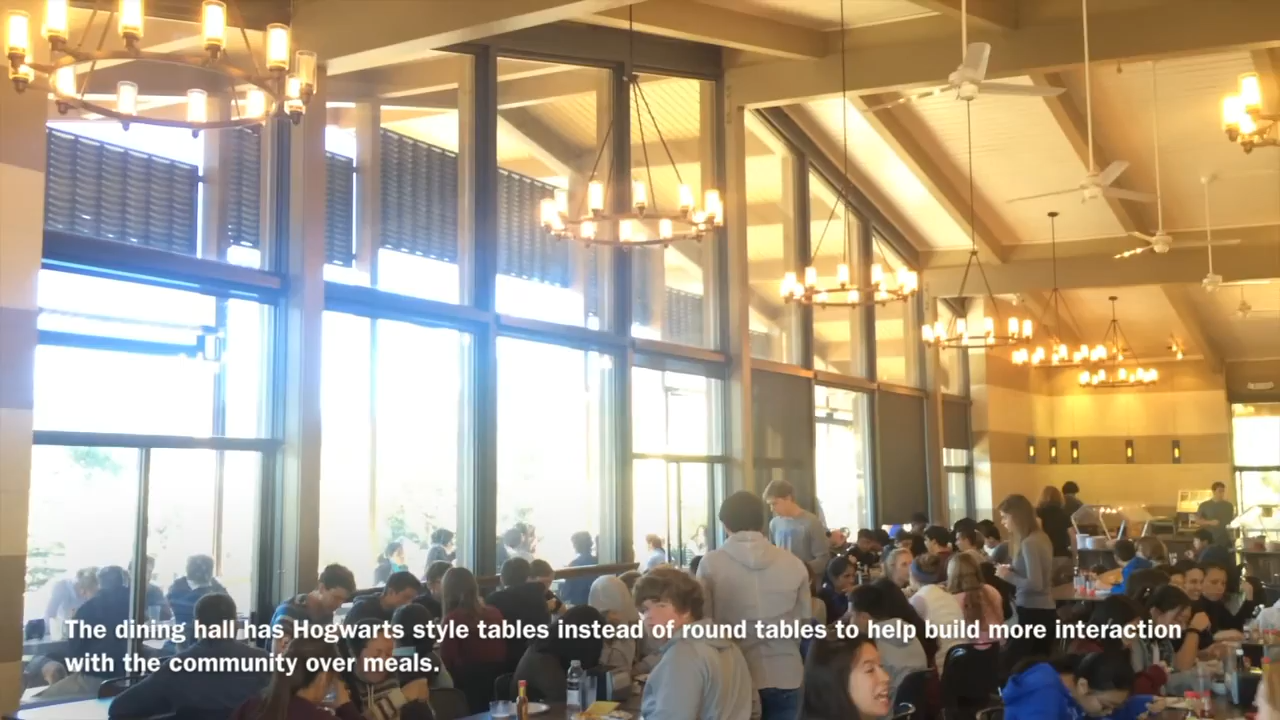 The dining hall has Hogwarts style tables instead of round tables to help build more interaction
with the community over meals.